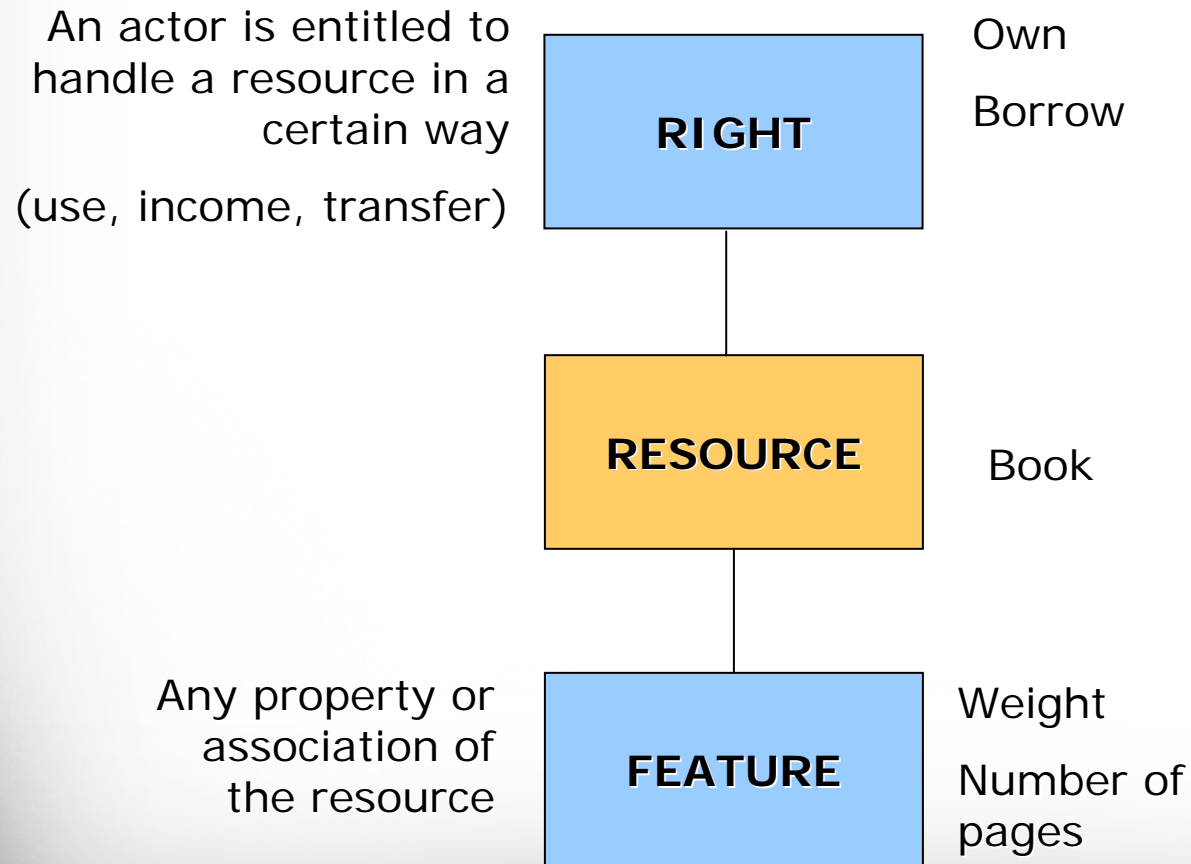 An actor is entitled to
handle a resource in a
certain way
(use, income, transfer)
RIGHT
Own
Borrow
RESOURCE
Book
Any property or
association of
the resource
FEATURE
Weight
Number of
pages